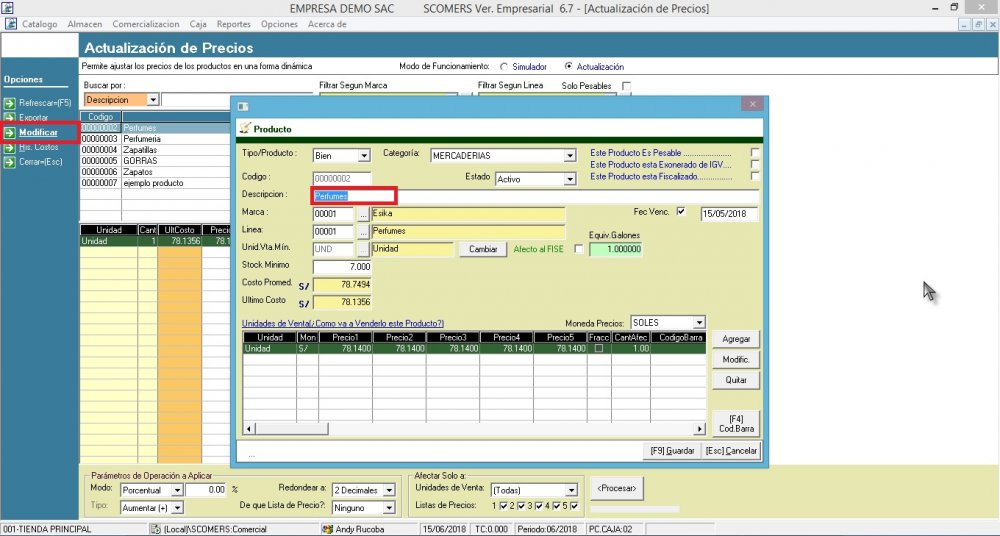 EMPRESA DEMO SAC SCOMERS Ver. Empresarial 6.7 - [Actualización de Precios]
Catalogo Almacen Comercializacion Caja Reportes Opciones Acerca de
Actualización de Precios
Permite ajustar los precios de los productos en una forma dinámica Modo de Funcionamiento: Simulador Actualización
Opciones
Refrescar=(F5)
Exportar
Modificar
His. Costos
Cerrar=(Esc)
Buscar por : Filtrar Segun Marca Filtrar Segun Linea Solo Pesables
Descripcion
Codigo
00000002 Perfumes
00000003 Perfumeria
00000004 Zapatillas
00000005 GORRAS
00000006 Zapatos
00000007 ejemplo producto
Unidad Cant UltCosto Precio
Unidad 1 78.1356 78.
Producto
Tipo/Producto : Bien Categoría: MERCADERIAS Este Producto Es Pesable
Este Producto esta Exonerado de IGV.....
Codigo : 00000002 Estado Activo Este Producto esta Fiscalizado
Descripcion : Perfumes
Marca : 00001 ... Esika Fec Venc. 15/05/2018
Linea: 00001 ... Perfumes
Equiv.Galones
Unid.Vta.Mín. UND ... Unidad Cambiar Afecto al FISE 1.000000
Stock Minimo 7.000
Costo Promed. S/ 78.7494
Ultimo Costo S/ 78.1356
Unidades de Venta(¿Como va a Venderlo este Producto?) Moneda Precios: SOLES
Unidad Mon Precio1 Precio2 Precio3 Precio4 Precio5 Fracc CantAfec CodigoBarra
Unidad S/ 78.1400 78.1400 78.1400 78.1400 78.1400 1.00
Agregar
Modific.
Quitar
[F4]
Cod.Barra
... [F9] Guardar [Esc] Cancelar
Parámetros de Operación a Aplicar
Modo: Porcentual 0.00 % Redondear a: 2 Decimales
Tipo: Aumentar (+) De que Lista de Precio?: Ninguno
Afectar Solo a:
Unidades de Venta: (Todas)
Listas de Precios: 1 2 3 4 5
<Procesar>
001-TIENDA PRINCIPAL (Local)\SCOMERS:Comercial Andy Rucoba 15/06/2018 TC:0.000 Periodo:06/2018 PC.CAJA:02